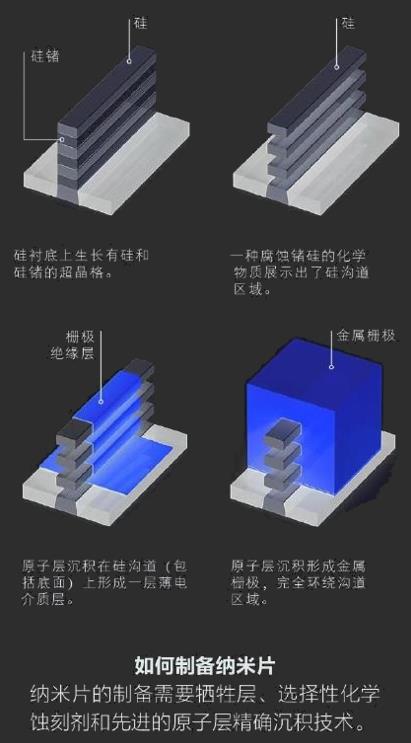 硅
硅锗
硅
硅衬底上生长有硅和
硅锗的超晶格。
一种腐蚀锗硅的化学
物质展示出了硅沟道
区域。
栅极
绝缘层
金属栅极
原子层沉积在硅沟道（包
括底面）上形成一层薄电
介质层。
原子层沉积形成金属
栅极，完全环绕沟道
区域。
如何制备纳米片
纳米片的制备需要牺牲层、选择性化学
蚀刻剂和先进的原子层精确沉积技术。